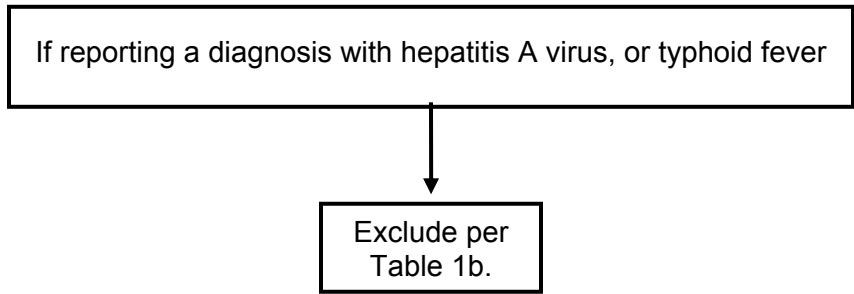 If reporting a diagnosis with hepatitis A virus, or typhoid fever
Exclude per
Table 1b.